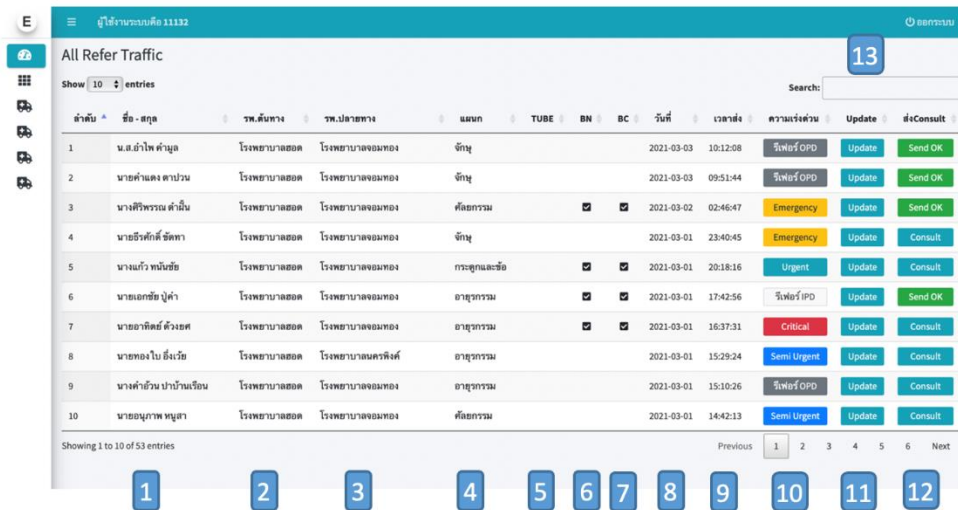 E ผู้ใช้งานระบบคือ 11132 ออกระบบ
All Refer Traffic 13
Show 10 entries Search:
ลำดับ ชื่อ - สกุล รพ.ต้นทาง รพ.ปลายทาง แผนก TUBE BN BC วันที่ เวลาส่ง ความเร่งด่วน Update ส่งConsult
1 น.ส.อำไพ คำมูล โรงพยาบาลฮอด โรงพยาบาลจอมทอง จักษุ 2021-03-03 10:12:08 รีเฟอร์ OPD Update Send OK
2 นายคำแดง ตาปวน โรงพยาบาลฮอด โรงพยาบาลจอมทอง จักษุ 2021-03-03 09:51:44 รีเฟอร์ OPD Update Send OK
3 นางศิริพรรณ ดำฝั้น โรงพยาบาลฮอด โรงพยาบาลจอมทอง ศัลยกรรม 2021-03-02 02:46:47 Emergency Update Send OK
4 นายธีรศักดิ์ ขัดทา โรงพยาบาลฮอด โรงพยาบาลจอมทอง จักษุ 2021-03-01 23:40:45 Emergency Update Consult
5 นางแก้ว ทนันชัย โรงพยาบาลฮอด โรงพยาบาลจอมทอง กระดูกและข้อ 2021-03-01 20:18:16 Urgent Update Consult
6 นายเอกชัย ปู่คำ โรงพยาบาลฮอด โรงพยาบาลจอมทอง อายุรกรรม 2021-03-01 17:42:56 รีเฟอร์ IPD Update Send OK
7 นายอาทิตย์ ด้วงยศ โรงพยาบาลฮอด โรงพยาบาลจอมทอง อายุรกรรม 2021-03-01 16:37:31 Critical Update Consult
8 นายทองใบ อิ่งเวัย โรงพยาบาลฮอด โรงพยาบาลนครพิงค์ อายุรกรรม 2021-03-01 15:29:24 Semi Urgent Update Consult
9 นางคำอ้วน ปาบ้านเรือน โรงพยาบาลฮอด โรงพยาบาลจอมทอง อายุรกรรม 2021-03-01 15:10:26 รีเฟอร์ OPD Update Consult
10 นายอนุภาพ หนูสา โรงพยาบาลฮอด โรงพยาบาลจอมทอง ศัลยกรรม 2021-03-01 14:42:13 Semi Urgent Update Consult
Showing 1 to 10 of 53 entries Previous 1 2 3 4 5 6 Next
1 2 3 4 5 6 7 8 9 10 11 12